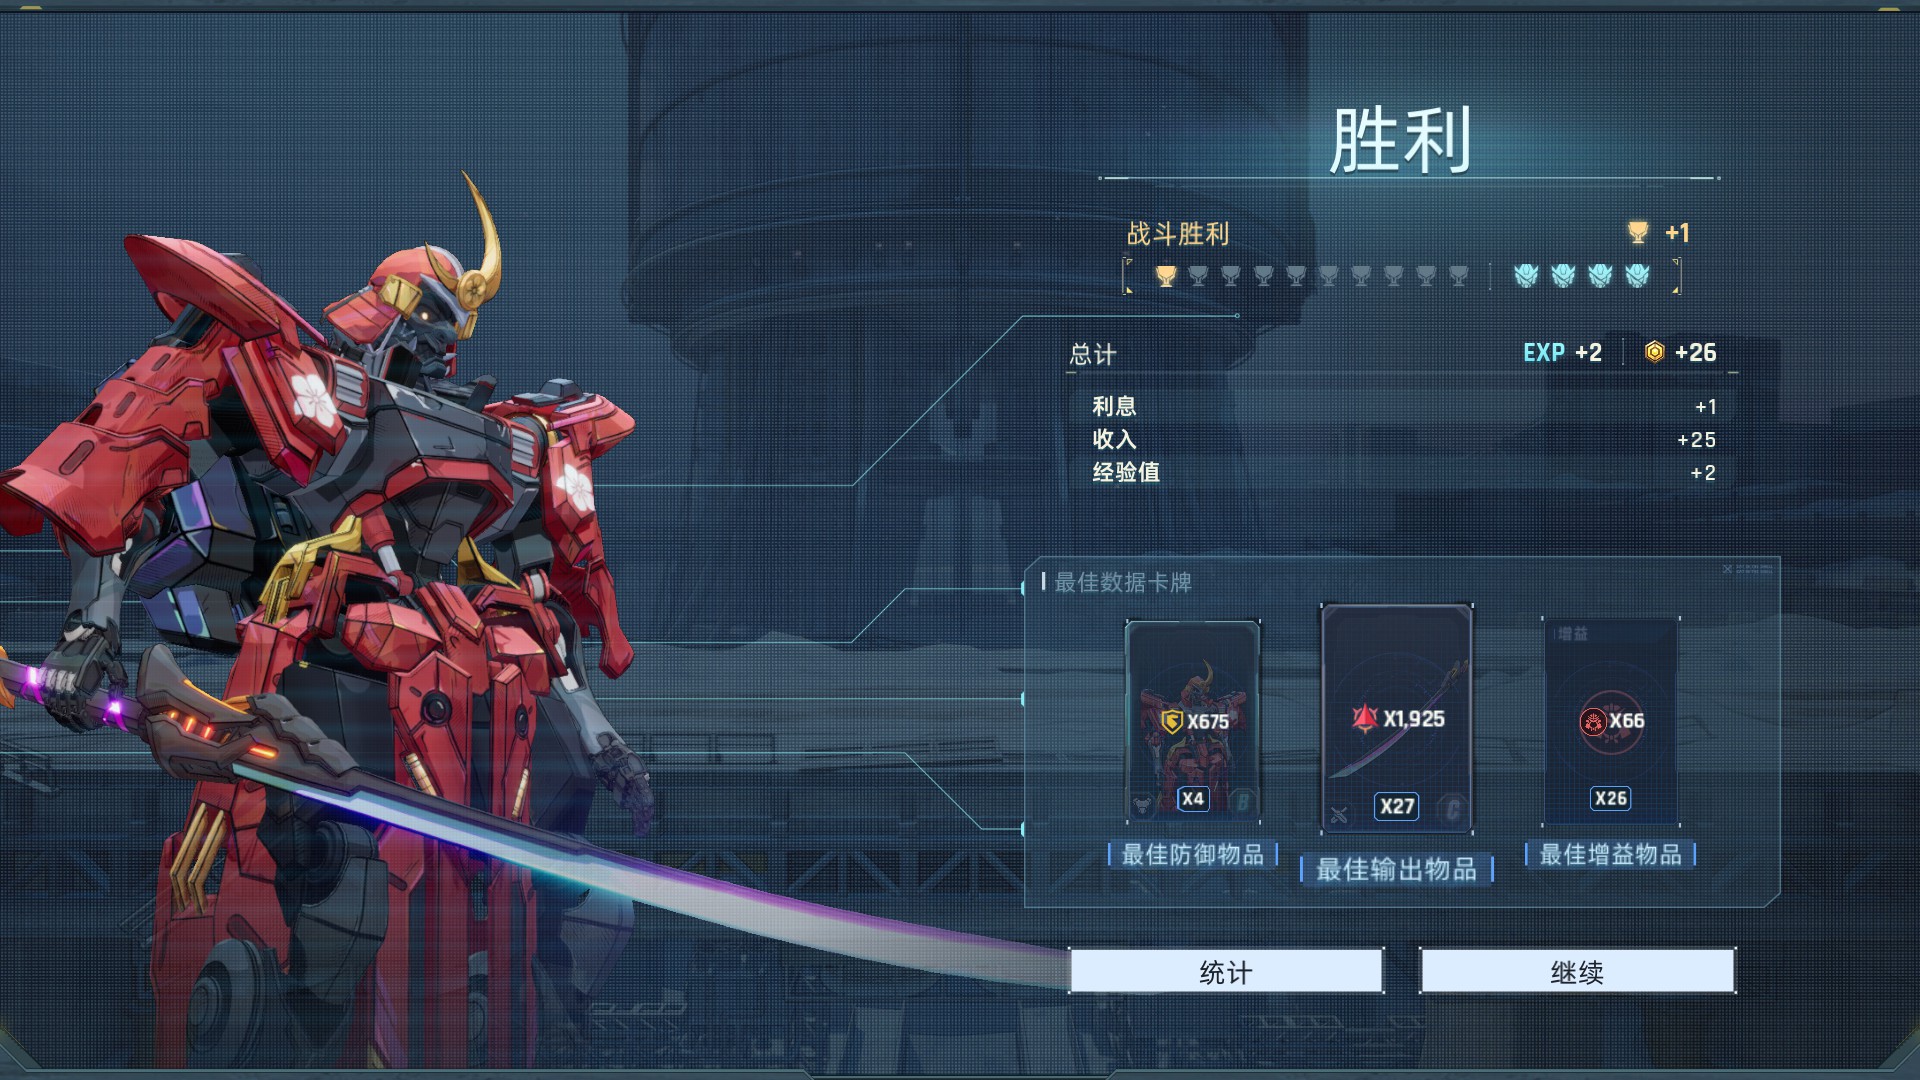 胜利
战斗胜利 +1
总计 EXP +2 +26
利息 +1
收入 +25
经验值 +2
最佳数据卡牌
增益
X675 X1,925 X66
X4 B X27 C X26
最佳防御物品 最佳输出物品 最佳增益物品
统计 继续